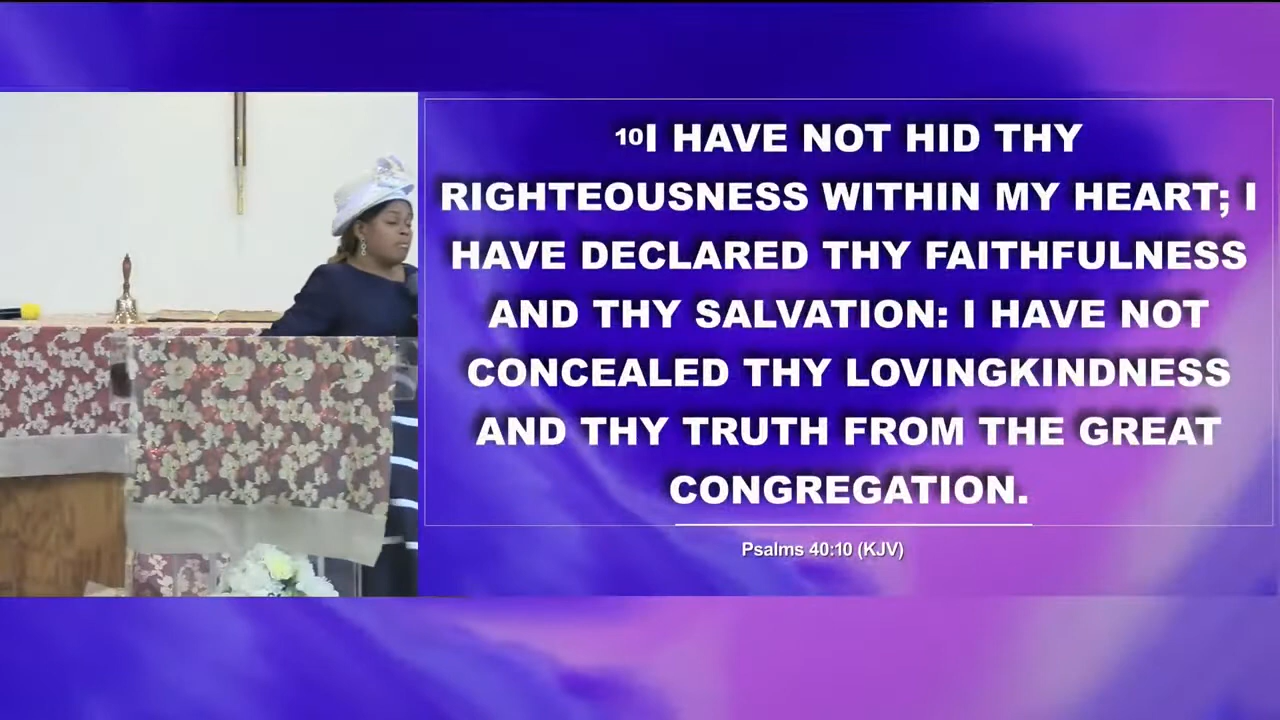 10I HAVE NOT HID THY
RIGHTEOUSNESS WITHIN MY HEART; I
HAVE DECLARED THY FAITHFULNESS
AND THY SALVATION: I HAVE NOT
CONCEALED THY LOVINGKINDNESS
AND THY TRUTH FROM THE GREAT
CONGREGATION.
Psalms 40:10 (KJV)